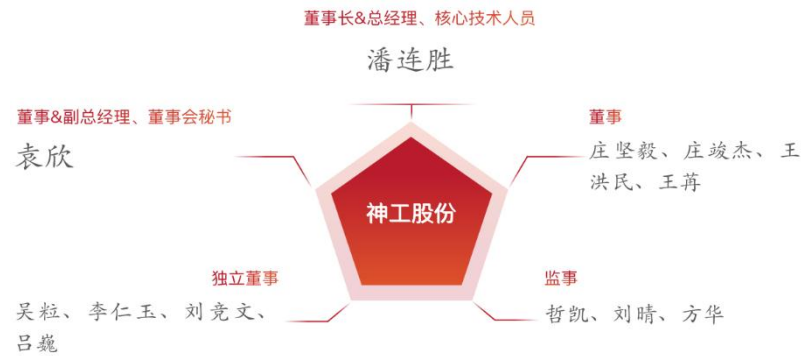 董事长&总经理、核心技术人员
潘连胜
董事&副总经理、董事会秘书
袁欣
董事
庄坚毅、庄竣杰、王
洪民、王苒
神工股份
独立董事
吴粒、李仁玉、刘竞文、
吕巍
监事
哲凯、刘晴、方华